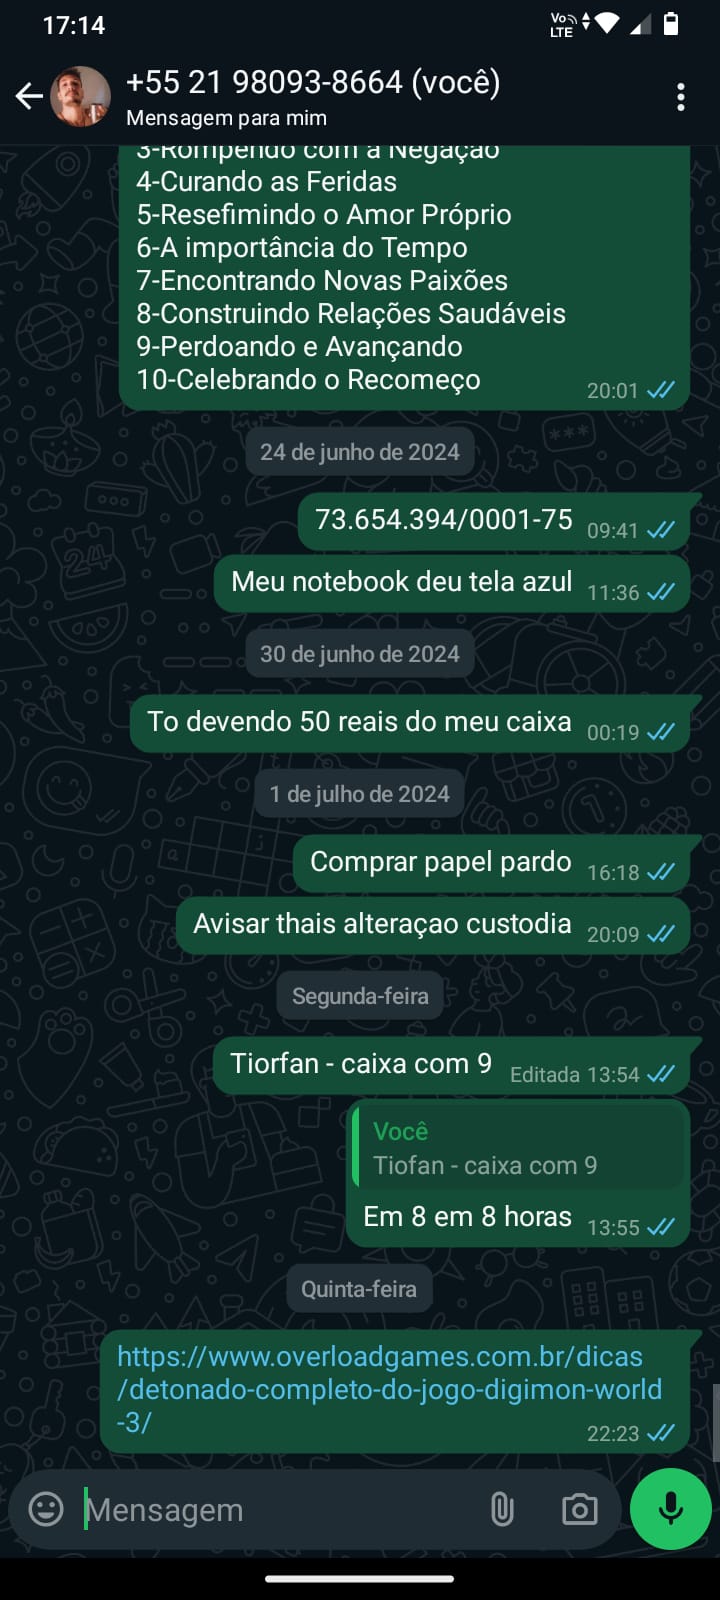 17:14
Vo LTE
+55 21 98093-8664 (você)
Mensagem para mim
3-Rompendo com a Negação
4-Curando as Feridas
5-Resefimindo o Amor Próprio
6-A importância do Tempo
7-Encontrando Novas Paixões
8-Construindo Relações Saudáveis
9-Perdoando e Avançando
10-Celebrando o Recomeço
20:01
24 de junho de 2024
73.654.394/0001-75 09:41
Meu notebook deu tela azul 11:36
30 de junho de 2024
To devendo 50 reais do meu caixa 00:19
1 de julho de 2024
Comprar papel pardo 16:18
Avisar thais alteraçao custodia 20:09
Segunda-feira
Tiorfan - caixa com 9 Editada 13:54
Você
Tiofan - caixa com 9
Em 8 em 8 horas 13:55
Quinta-feira
https://www.overloadgames.com.br/dicas
/detonado-completo-do-jogo-digimon-world
-3/
22:23
Mensagem